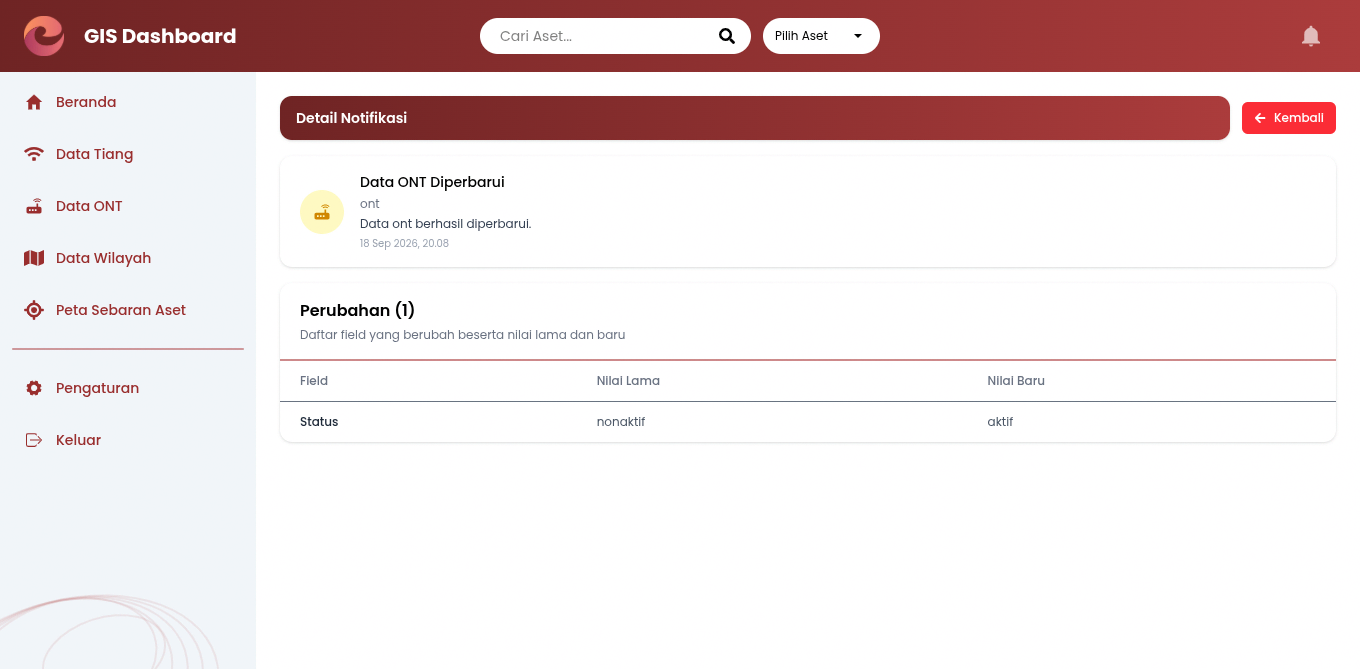 GIS Dashboard
Cari Aset...
Pilih Aset
Beranda
Data Tiang
Data ONT
Data Wilayah
Peta Sebaran Aset
Pengaturan
Keluar
Detail Notifikasi
Kembali
Data ONT Diperbarui
ont
Data ont berhasil diperbarui.
18 Sep 2026, 20.08
Perubahan (1)
Daftar field yang berubah beserta nilai lama dan baru
Field Nilai Lama Nilai Baru
Status nonaktif aktif